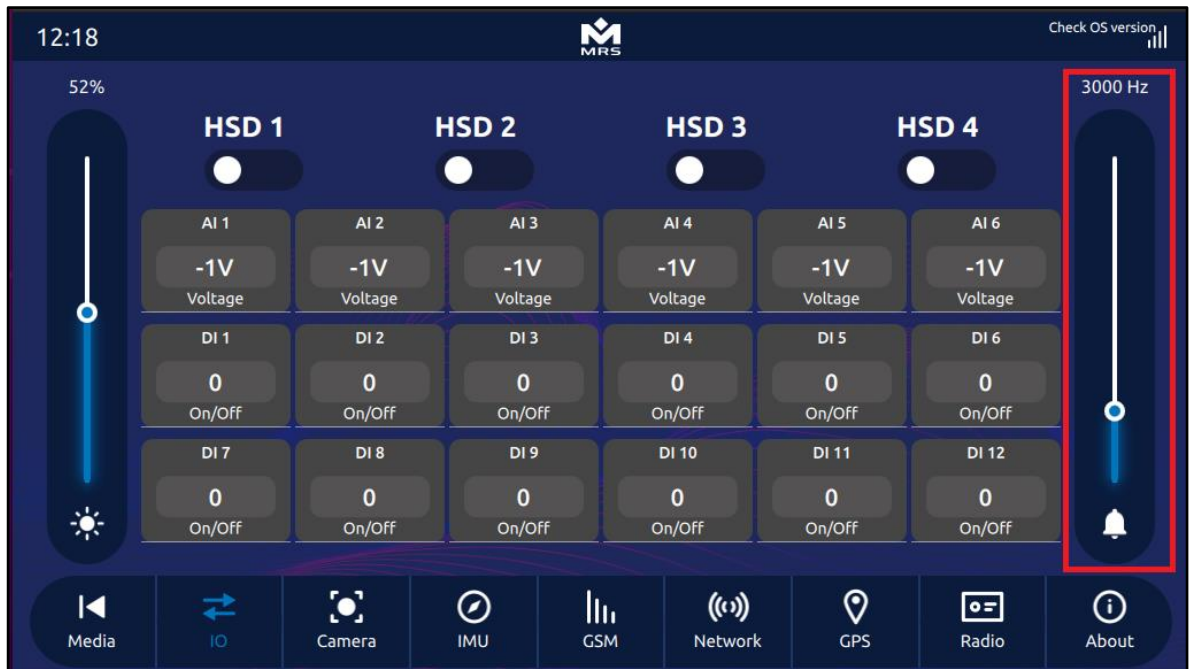 12:18
MRS
Check OS version
52%
3000 Hz
HSD 1 HSD 2 HSD 3 HSD 4
AI 1 AI 2 AI 3 AI 4 AI 5 AI 6
-1V -1V -1V -1V -1V -1V
Voltage Voltage Voltage Voltage Voltage Voltage
DI 1 DI 2 DI 3 DI 4 DI 5 DI 6
0 0 0 0 0 0
On/Off On/Off On/Off On/Off On/Off On/Off
DI 7 DI 8 DI 9 DI 10 DI 11 DI 12
0 0 0 0 0 0
On/Off On/Off On/Off On/Off On/Off On/Off
Media IO Camera IMU GSM Network GPS Radio About